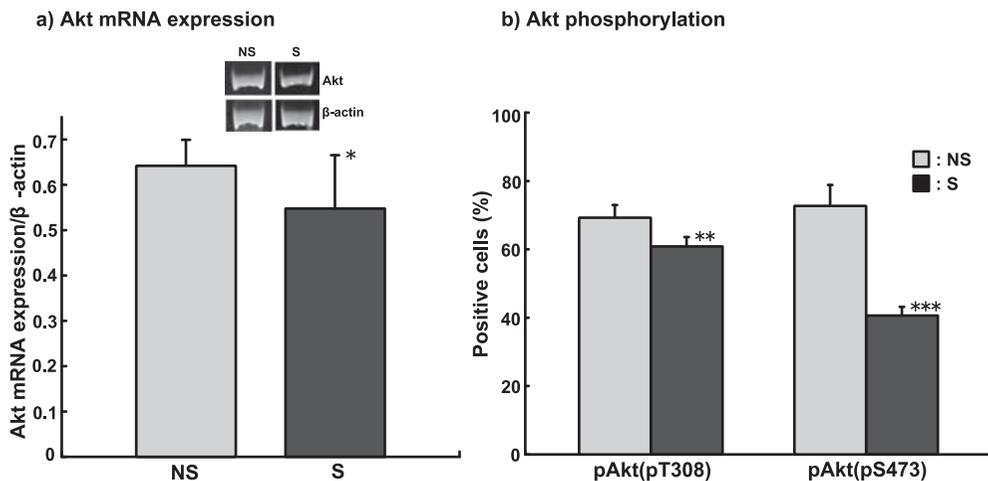 a) Akt mRNA expression
NS S
Akt
β-actin
Akt mRNA expression/β -actin
0.7
0.6
0.5
0.4
0.3
0.2
0.1
0
*
NS S
b) Akt phosphorylation
Positive cells (%)
100
80
60
40
20
0
: NS
: S
**
***
pAkt(pT308) pAkt(pS473)